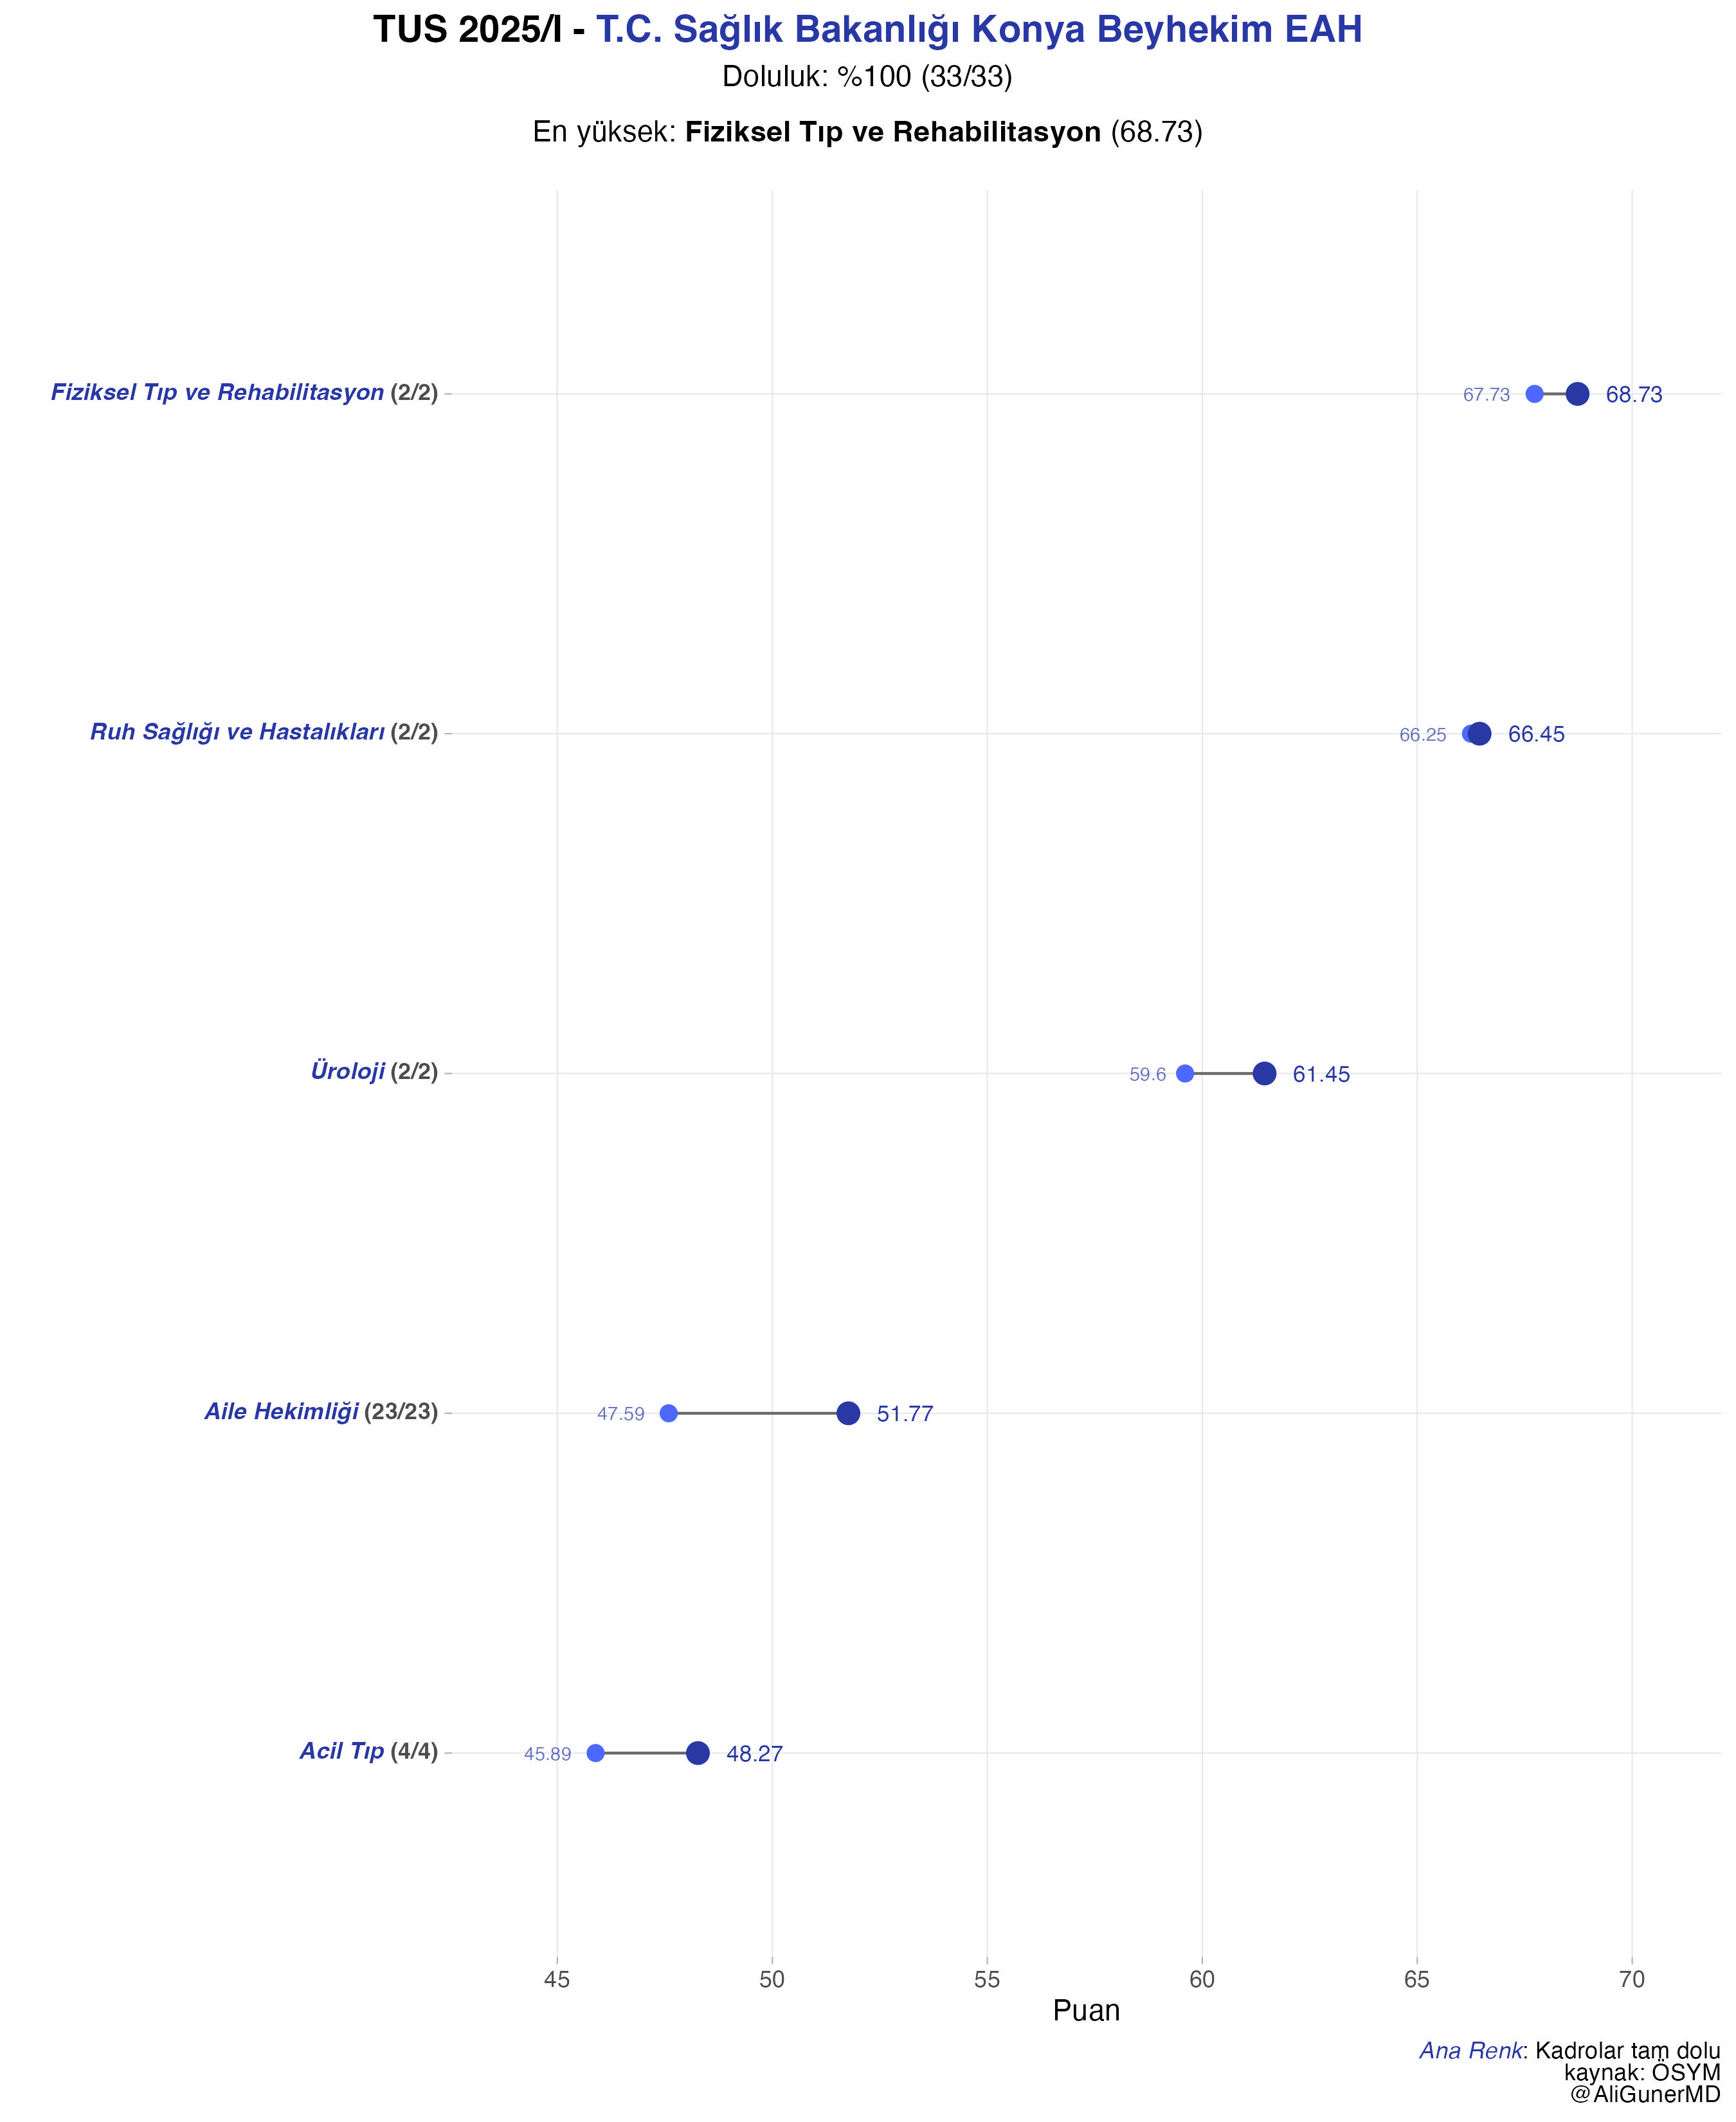 TUS 2025/I - T.C. Sağlık Bakanlığı Konya Beyhekim EAH
Doluluk: %100 (33/33)
En yüksek: Fiziksel Tıp ve Rehabilitasyon (68.73)
Fiziksel Tıp ve Rehabilitasyon (2/2) 67.73 68.73
Ruh Sağlığı ve Hastalıkları (2/2) 66.25 66.45
Üroloji (2/2) 59.6 61.45
Aile Hekimliği (23/23) 47.59 51.77
Acil Tıp (4/4) 45.89 48.27
45 50 55 60 65 70
Puan
Ana Renk: Kadrolar tam dolu
kaynak: ÖSYM
@AliGunerMD